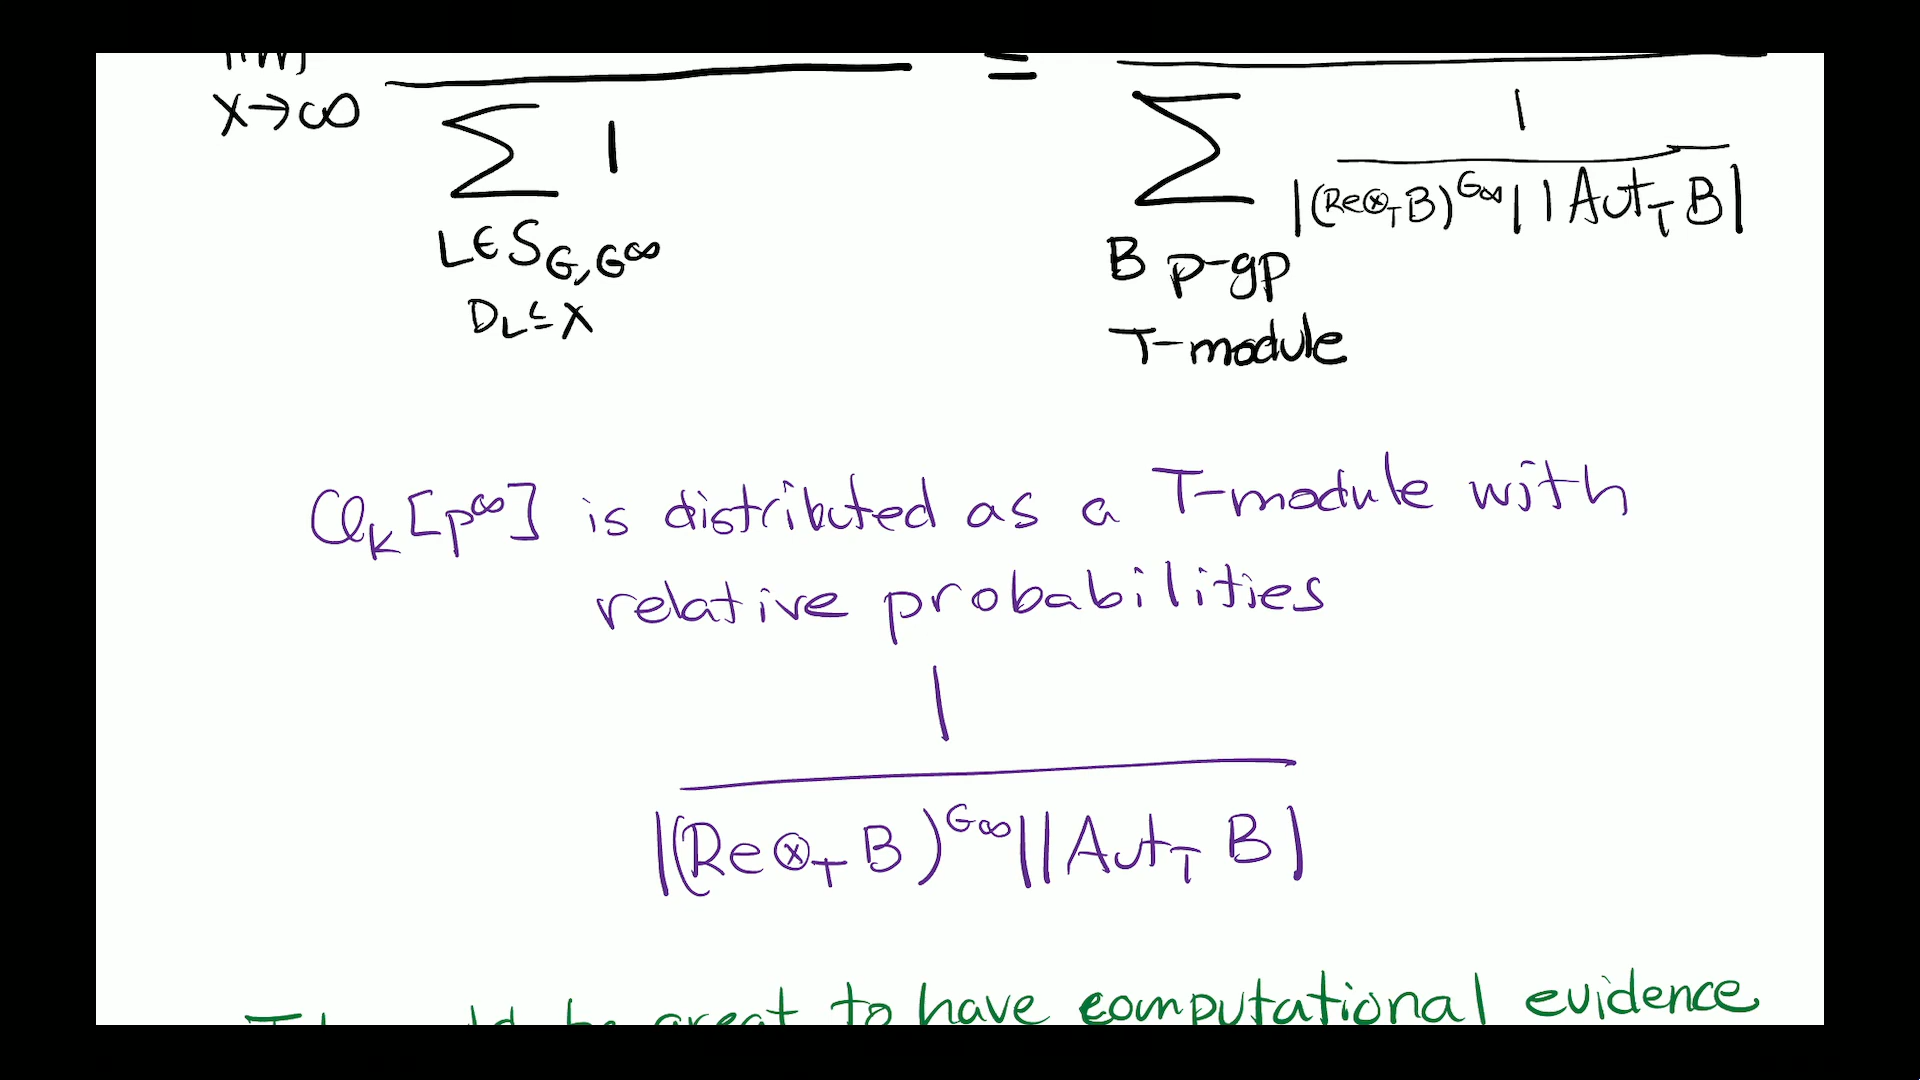 X→∞ ∑ 1 = ∑ 1
|(Re⊗_T B)^{G∞}| |Aut_T B|
L∈S_{G,G∞}
B p-gp
D_L≤X
T-module
Cl_K[p^∞] is distributed as a T-module with
relative probabilities
1
|(Re⊗_T B)^{G∞}||Aut_T B|
great to have computational evidence